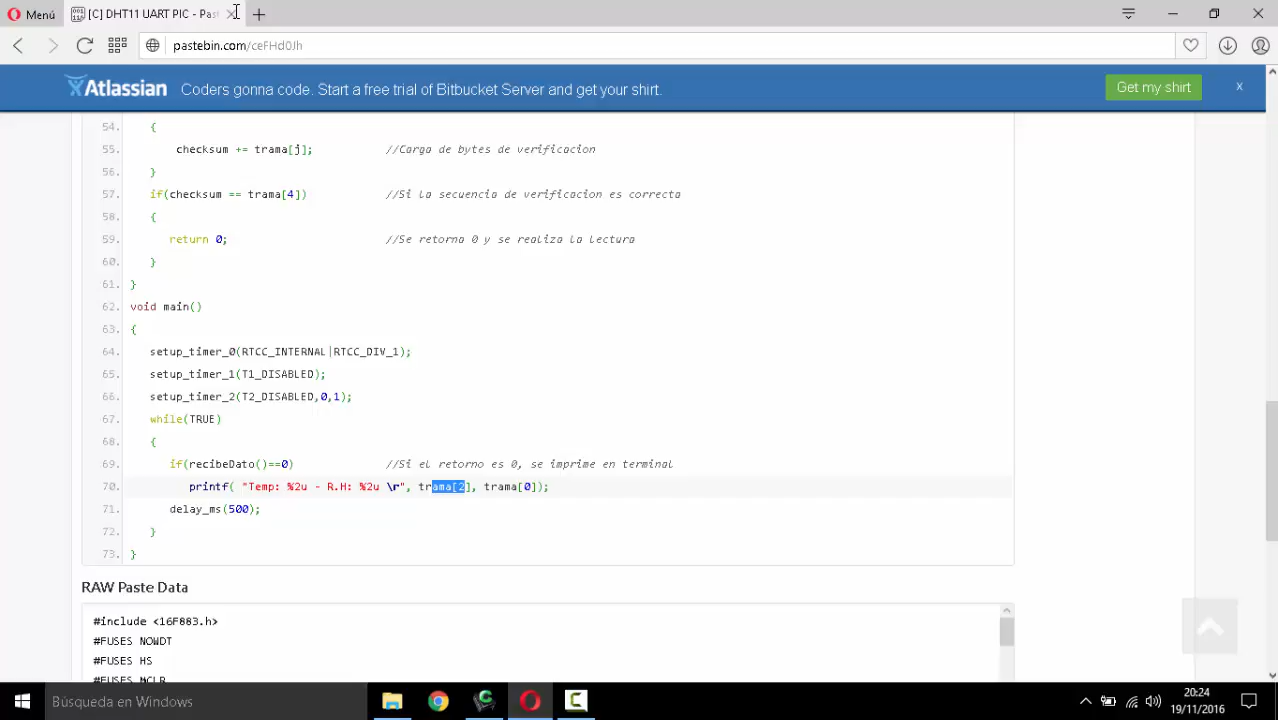 Menú
[C] DHT11 UART PIC - Past
pastebin.com/ceFHd0Jh
Atlassian
Coders gonna code. Start a free trial of Bitbucket Server and get your shirt.
Get my shirt
x
54. {
55. checksum += trama[j]; //Carga de bytes de verificacion
56. }
57. if(checksum == trama[4]) //Si la secuencia de verificacion es correcta
58. {
59. return 0; //Se retorna 0 y se realiza la lectura
60. }
61. }
62. void main()
63. {
64. setup_timer_0(RTCC_INTERNAL|RTCC_DIV_1);
65. setup_timer_1(T1_DISABLED);
66. setup_timer_2(T2_DISABLED,0,1);
67. while(TRUE)
68. {
69. if(recibeDato()==0) //Si el retorno es 0, se imprime en terminal
70. printf( "Temp: %2u - R.H: %2u \r", trama[2], trama[0]);
71. delay_ms(500);
72. }
73. }
RAW Paste Data
#include <16F883.h>
#FUSES NOWDT
#FUSES HS
#FUSES MCLR
Búsqueda en Windows
20:24
19/11/2016